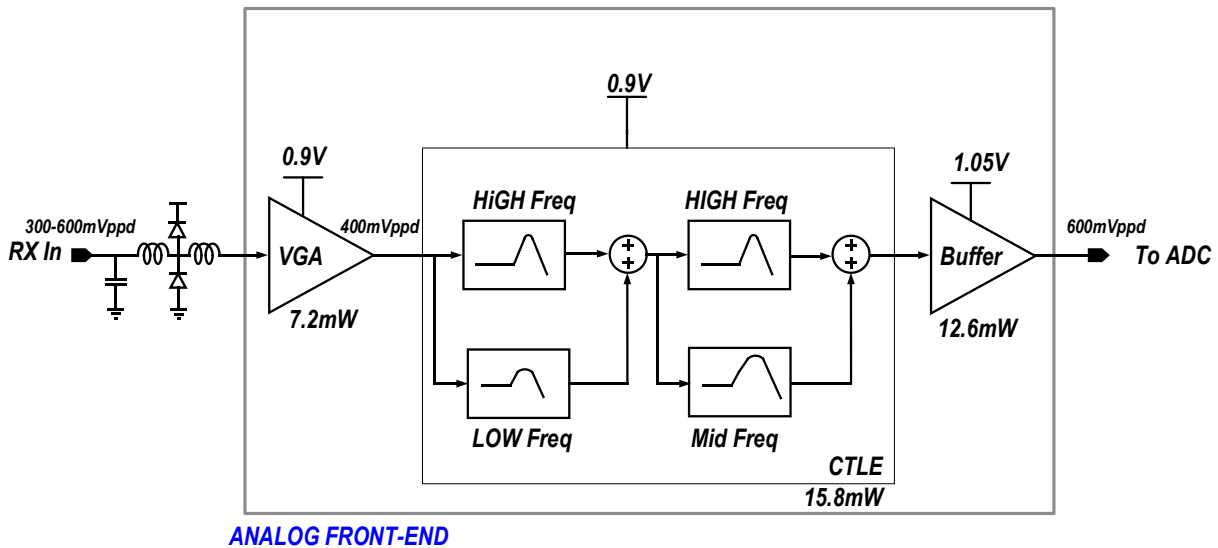 0.9V
0.9V
1.05V
HiGH Freq
HIGH Freq
300-600mVppd
400mVppd
600mVppd
RX In
VGA
+
+
+
+
Buffer
To ADC
7.2mW
12.6mW
LOW Freq
Mid Freq
CTLE
15.8mW
ANALOG FRONT-END